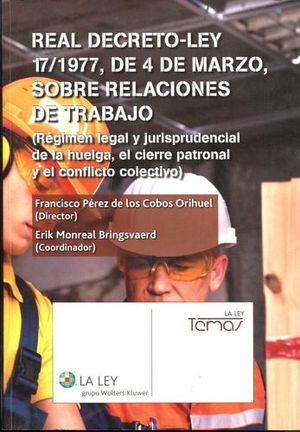 REAL DECRETO-LEY
17/1977, DE 4 DE MARZO,
SOBRE RELACIONES
DE TRABAJO
(Régimen legal y jurisprudencial
de la huelga, el cierre patronal
y el conflicto colectivo)
Francisco Pérez de los Cobos Orihuel
(Director)
Erik Monreal Bringsvaerd
(Coordinador)
LA LEY
Temas
LA LEY
grupo Wolters Kluwer